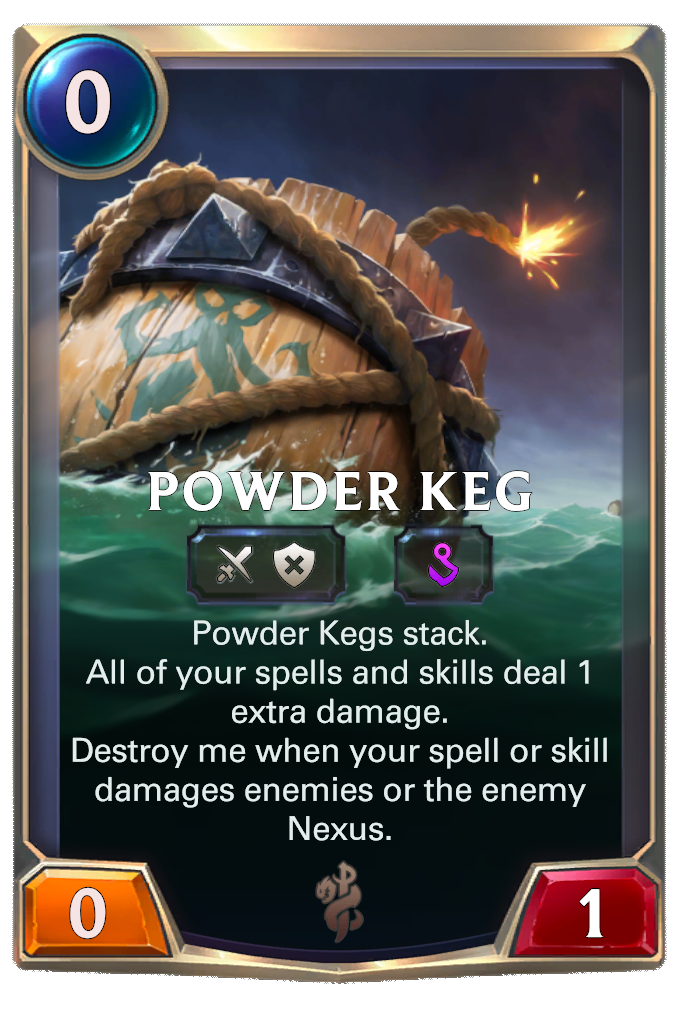 0
POWDER KEG
Powder Kegs stack.
All of your spells and skills deal 1
extra damage.
Destroy me when your spell or skill
damages enemies or the enemy
Nexus.
0
1